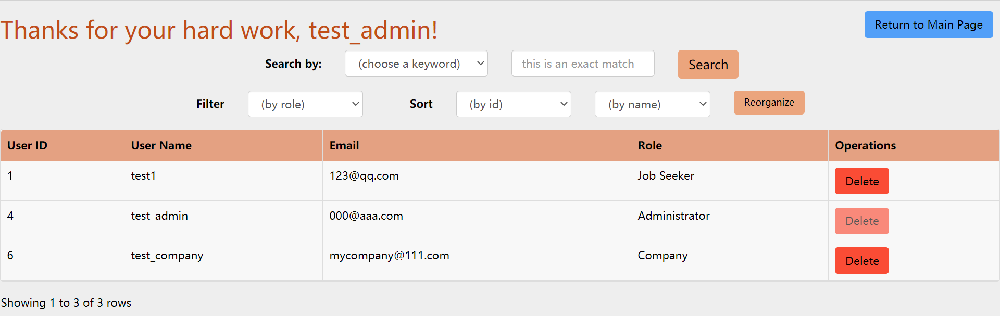 Thanks for your hard work, test_admin!
Return to Main Page
Search by: (choose a keyword) this is an exact match Search
Filter (by role) Sort (by id) (by name) Reorganize
User ID User Name Email Role Operations
1 test1 123@qq.com Job Seeker Delete
4 test_admin 000@aaa.com Administrator Delete
6 test_company mycompany@111.com Company Delete
Showing 1 to 3 of 3 rows